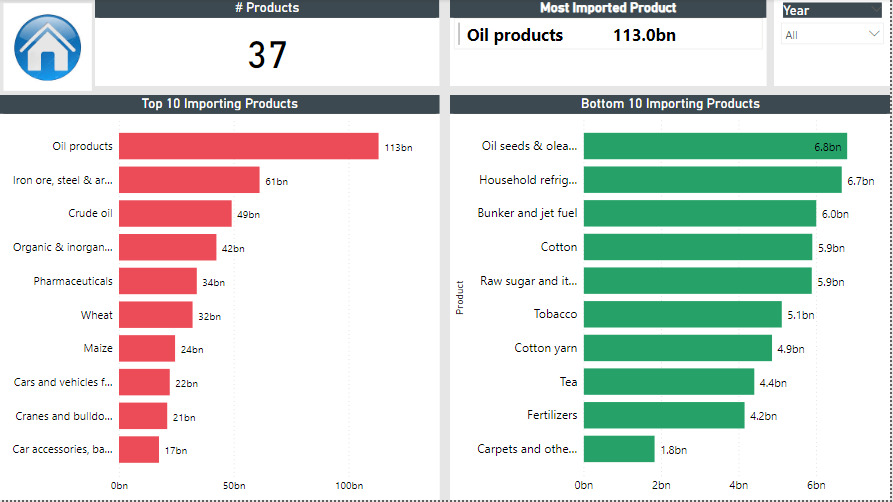 # Products
37
Most Imported Product
Oil products 113.0bn
Year
All
Top 10 Importing Products
Oil products 113bn
Iron ore, steel & ar... 61bn
Crude oil 49bn
Organic & inorgan... 42bn
Pharmaceuticals 34bn
Wheat 32bn
Maize 24bn
Cars and vehicles f... 22bn
Cranes and bulldo... 21bn
Car accessories, ba... 17bn
0bn 50bn 100bn
Bottom 10 Importing Products
Product
Oil seeds & olea... 6.8bn
Household refrig... 6.7bn
Bunker and jet fuel 6.0bn
Cotton 5.9bn
Raw sugar and it... 5.9bn
Tobacco 5.1bn
Cotton yarn 4.9bn
Tea 4.4bn
Fertilizers 4.2bn
Carpets and othe... 1.8bn
0bn 2bn 4bn 6bn